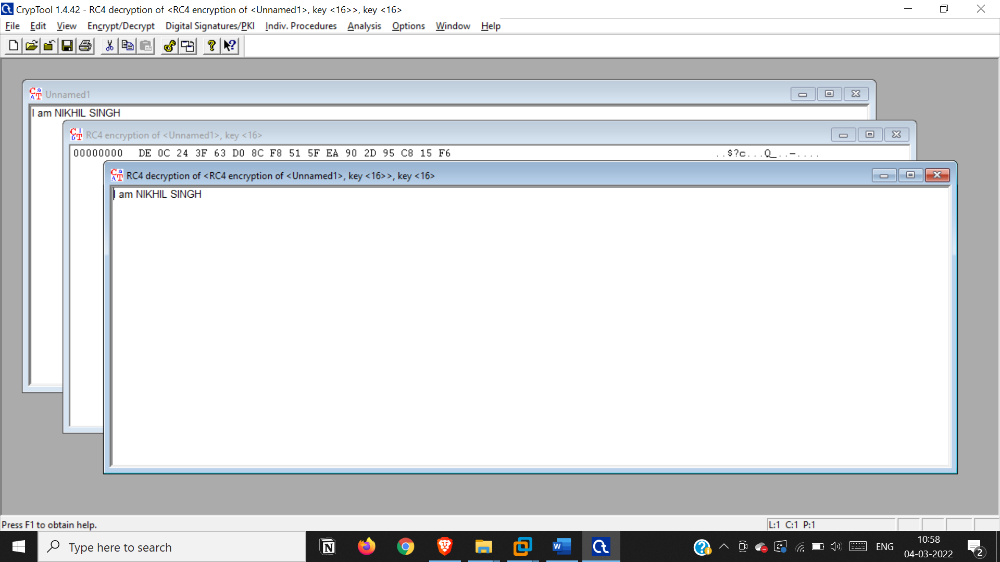 CrypTool 1.4.42 - RC4 decryption of <RC4 encryption of <Unnamed1>, key <16>>, key <16>
File Edit View Encrypt/Decrypt Digital Signatures/PKI Indiv. Procedures Analysis Options Window Help
Unnamed1
I am NIKHIL SINGH
RC4 encryption of <Unnamed1>, key <16>
00000000 DE 0C 24 3F 63 D0 8C F8 51 5F EA 90 2D 95 C8 15 F6 ..$?c...Q_..-....
RC4 decryption of <RC4 encryption of <Unnamed1>, key <16>>, key <16>
I am NIKHIL SINGH
Press F1 to obtain help.
L:1 C:1 P:1
Type here to search
ENG
10:58
04-03-2022
2